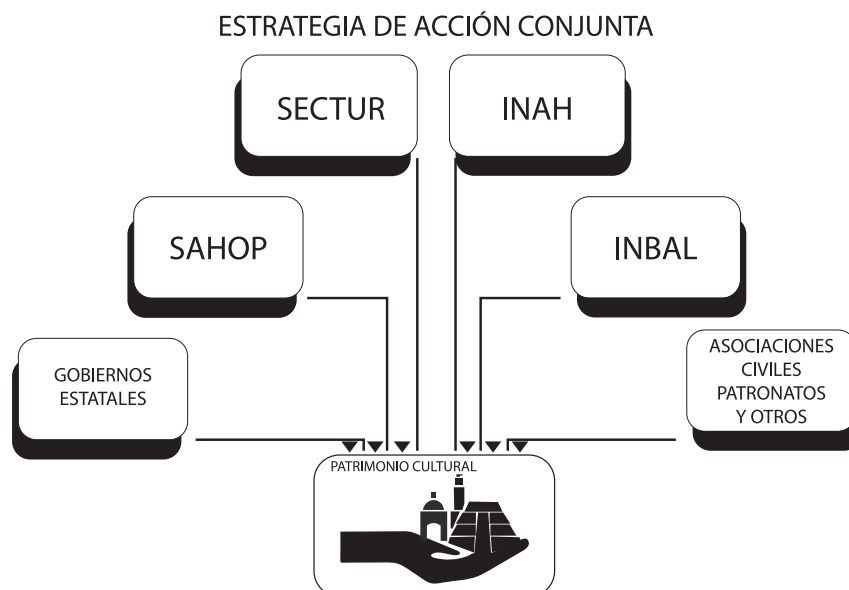 ESTRATEGIA DE ACCIÓN CONJUNTA
SECTUR
INAH
SAHOP
INBAL
GOBIERNOS
ESTATALES
ASOCIACIONES
CIVILES
PATRONATOS
Y OTROS
PATRIMONIO CULTURAL